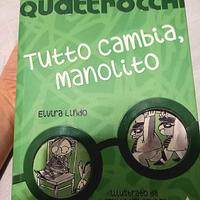 QUATTROCCHI
TUTTO CAMBIA,
MANOLITO
ELVIRA LINDO
illustrato da